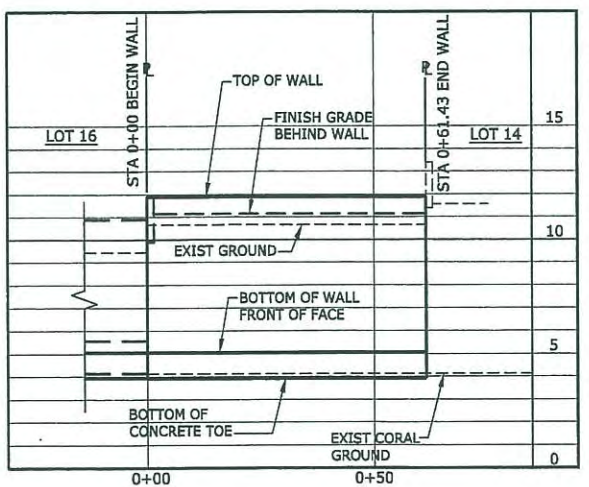 STA 0+00 BEGIN WALL
STA 0+61.43 END WALL
TOP OF WALL
FINISH GRADE
BEHIND WALL
15
LOT 16
LOT 14
10
EXIST GROUND
BOTTOM OF WALL
FRONT OF FACE
5
BOTTOM OF
CONCRETE TOE
EXIST CORAL
GROUND
0
0+00
0+50